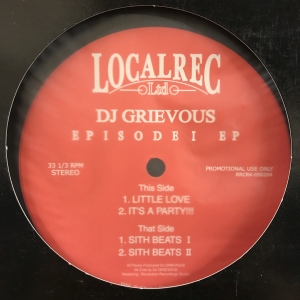 LOCALREC
Ltd
DJ GRIEVOUS
EPISODE I EP
33 1/3 RPM
STEREO
PROMOTIONAL USE ONLY
This Side
1. LITTLE LOVE
2. IT'S A PARTY!!!
That Side
1. SITH BEATS I
2. SITH BEATS II